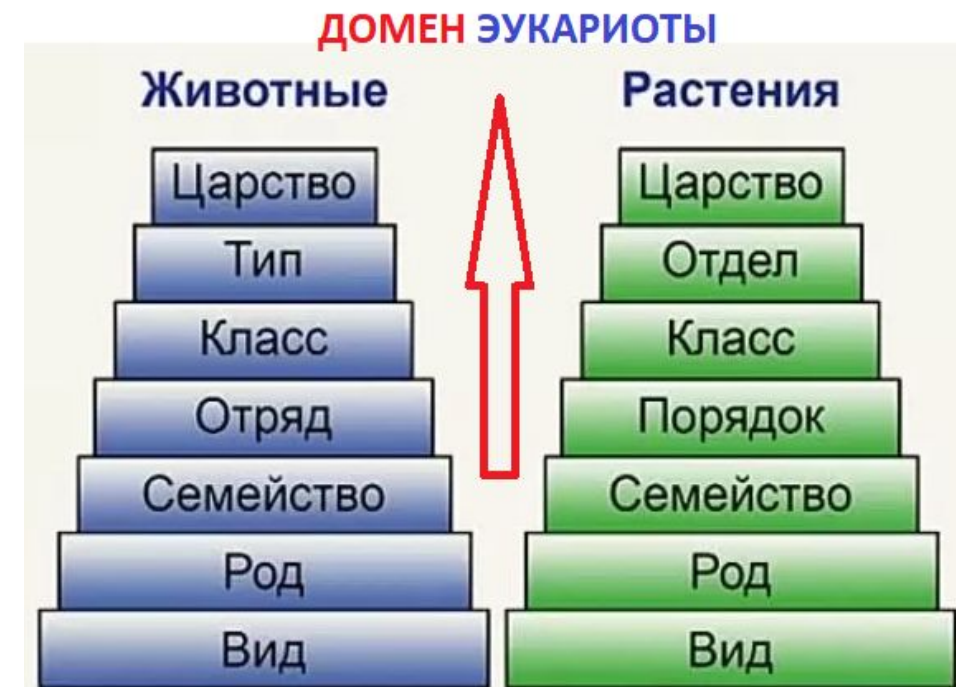 ДОМЕН ЭУКАРИОТЫ
Животные
Царство
Тип
Класс
Отряд
Семейство
Род
Вид
Растения
Царство
Отдел
Класс
Порядок
Семейство
Род
Вид